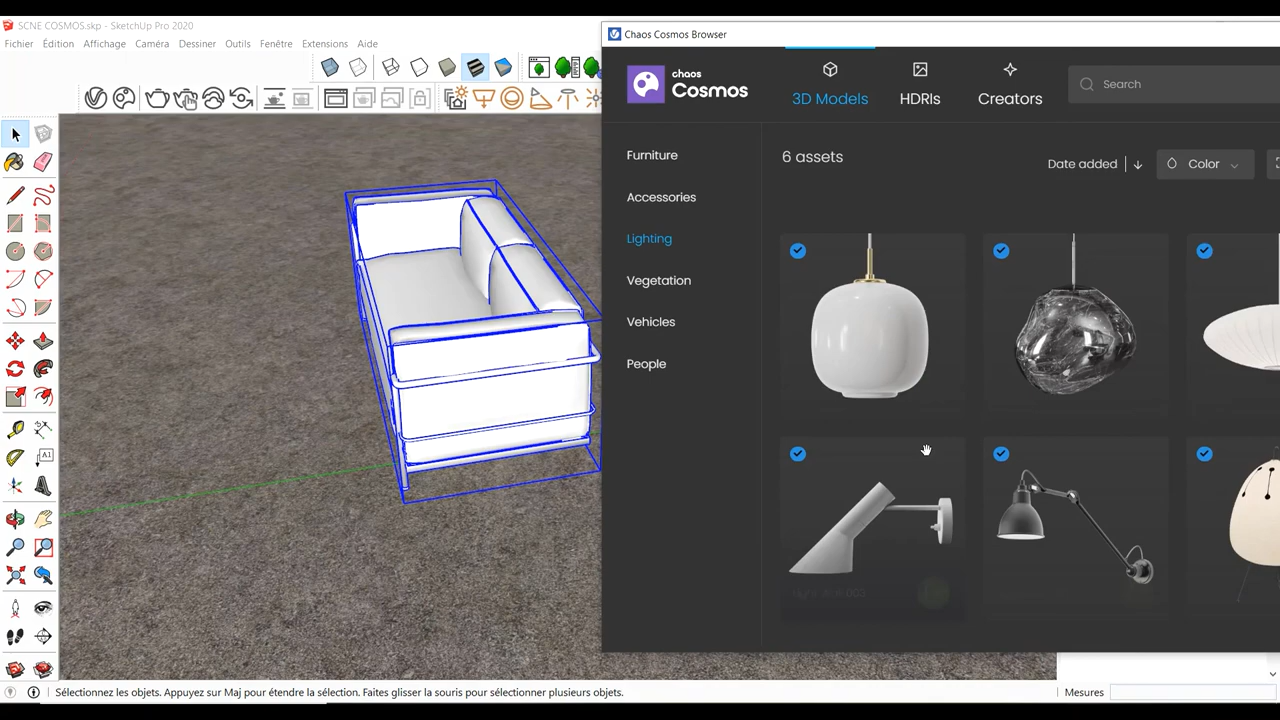 SCNE COSMOS.skp - SketchUp Pro 2020
Fichier Édition Affichage Caméra Dessiner Outils Fenêtre Extensions Aide
Chaos Cosmos Browser
chaos
Cosmos
3D Models
HDRIs
Creators
Search
Furniture
Accessories
Lighting
Vegetation
Vehicles
People
6 assets
Date added
Color
A1
Sélectionnez les objets. Appuyez sur Maj pour étendre la sélection. Faites glisser la souris pour sélectionner plusieurs objets.
Mesures